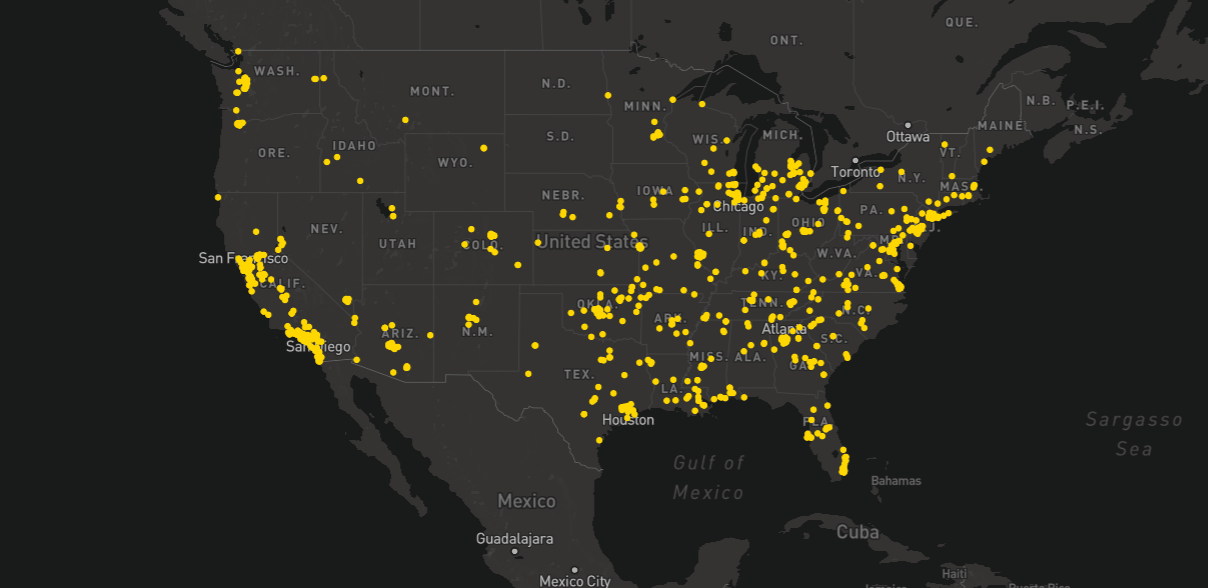 QUE.
ONT.
WASH.
MONT.
N.D.
MINN.
N.B.
P.E.I.
MAINE
N.S.
S.D.
WIS.
MICH.
Ottawa
ORE.
IDAHO
WYO.
Toronto
VT.
N.Y.
MASS.
NEBR.
IOWA
Chicago
PA.
NEV.
UTAH
COLO.
United States
ILL.
IND.
OHIO
W.VA.
San Francisco
CALIF.
KY.
VA.
OKLA.
TENN.
N.C.
ARIZ.
N.M.
ARK.
Atlanta
S.C.
San Diego
TEX.
MISS.
ALA.
GA.
LA.
Houston
FLA.
Sargasso
Sea
Gulf of
Mexico
Bahamas
Mexico
Cuba
Guadalajara
Mexico City
Haiti
Jamaica
Puerto Rico